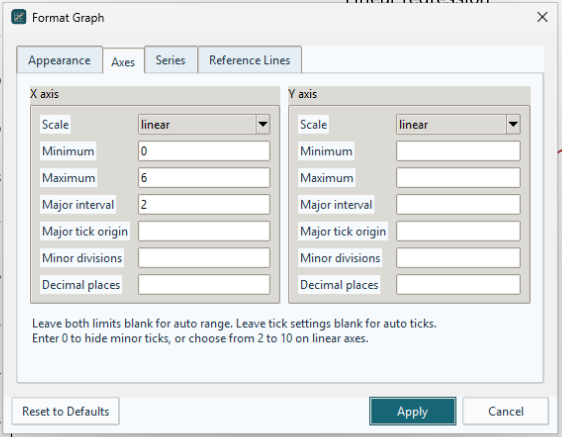 Linear regression
Format Graph
Appearance Axes Series Reference Lines
X axis Y axis
Scale linear Scale linear
Minimum 0 Minimum
Maximum 6 Maximum
Major interval 2 Major interval
Major tick origin Major tick origin
Minor divisions Minor divisions
Decimal places Decimal places
Leave both limits blank for auto range. Leave tick settings blank for auto ticks.
Enter 0 to hide minor ticks, or choose from 2 to 10 on linear axes.
Reset to Defaults Apply Cancel